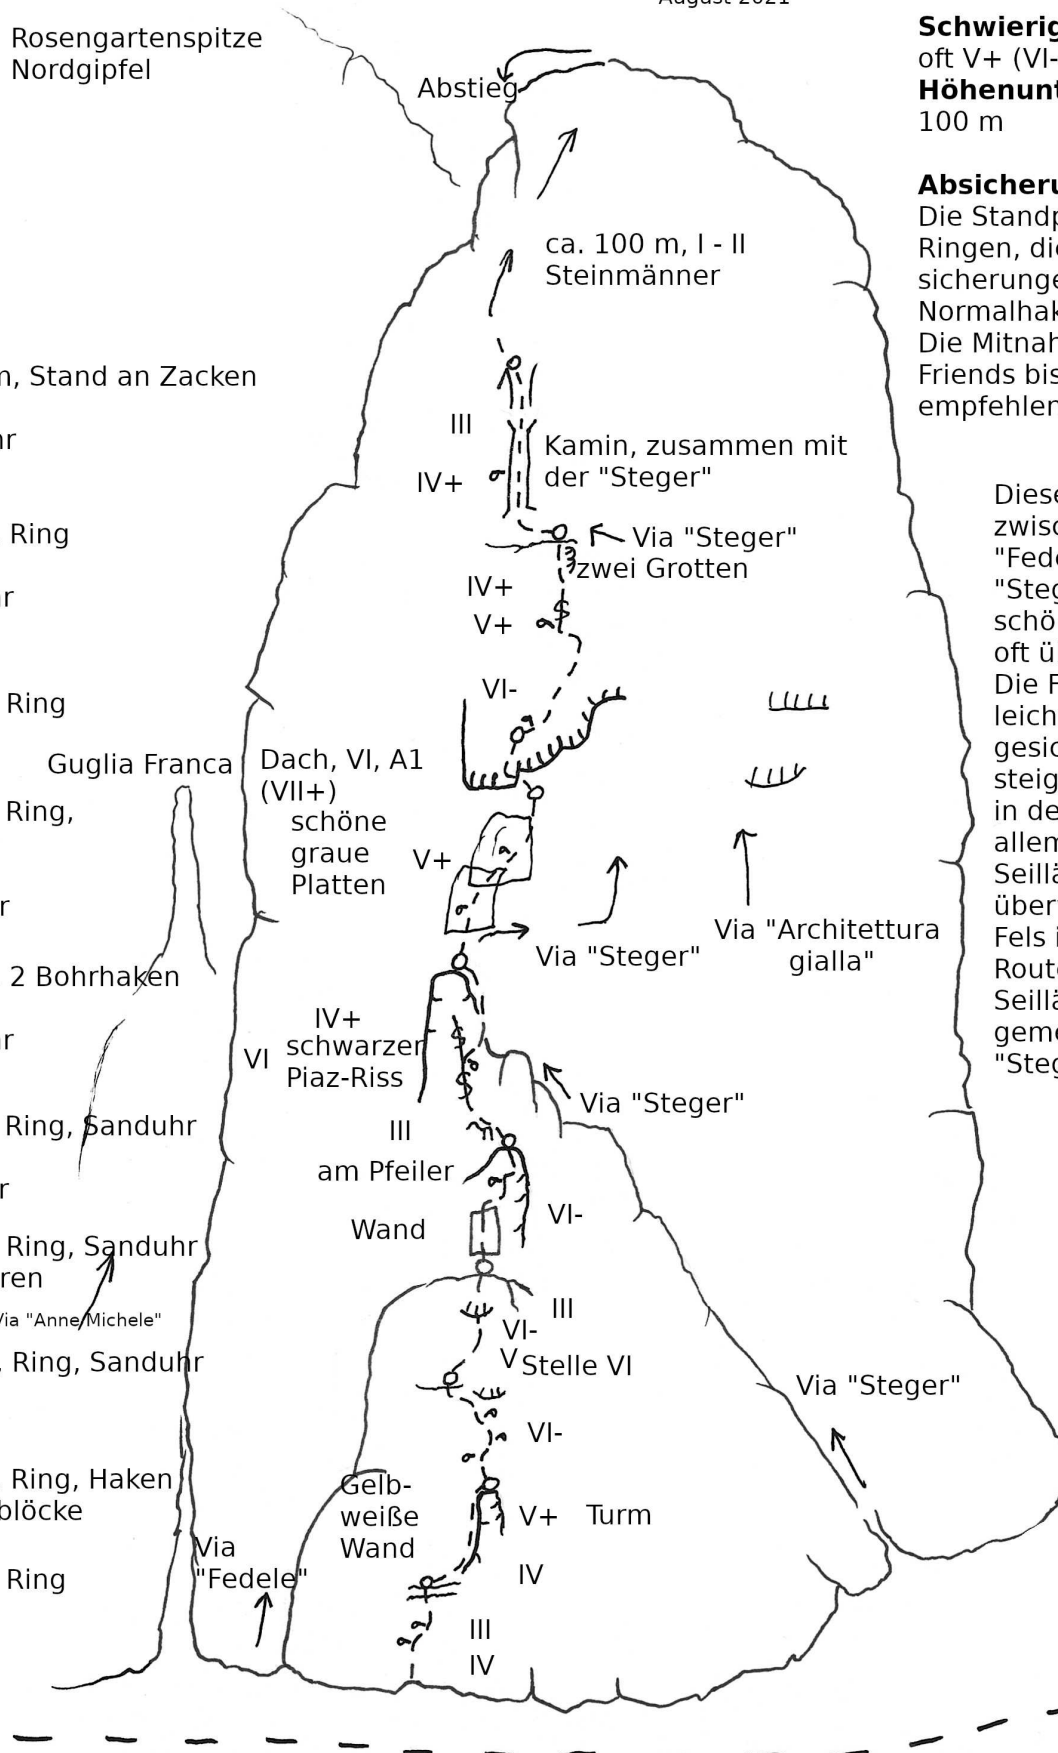 August 2021
Rosengartenspitze
Nordgipfel
Abstieg
ca. 100 m, I - II
Steinmänner
III
IV+
Kamin, zusammen mit
der "Steger"
Via "Steger"
zwei Grotten
IV+
V+
VI-
Guglia Franca
Dach, VI, A1
(VII+)
schöne
graue
Platten
V+
Via "Steger"
Via "Architettura
gialla"
IV+
VI
schwarzer
Piaz-Riss
Via "Steger"
III
am Pfeiler
Wand
VI-
III
VI-
V
Stelle VI
Via "Steger"
VI-
Gelb-
weiße
Wand
V+
Turm
IV
Via
"Fedele"
III
IV
, Stand an Zacken
Ring
Ring
Ring,
2 Bohrhaken
Ring, Sanduhr
Ring, Sanduhr
ren
Via "Anne Michele"
, Ring, Sanduhr
Ring, Haken
blöcke
Ring
Schwierig
oft V+ (VI-
Höhenunt
100 m
Absicheru
Die Standp
Ringen, die
sicherunge
Normalhak
Die Mitnah
Friends bis
empfehlen
Diese
zwisc
"Fede
"Steg
schö
oft ü
Die F
leich
gesic
steig
in de
allem
Seillä
über
Fels i
Route
Seillä
geme
"Steg